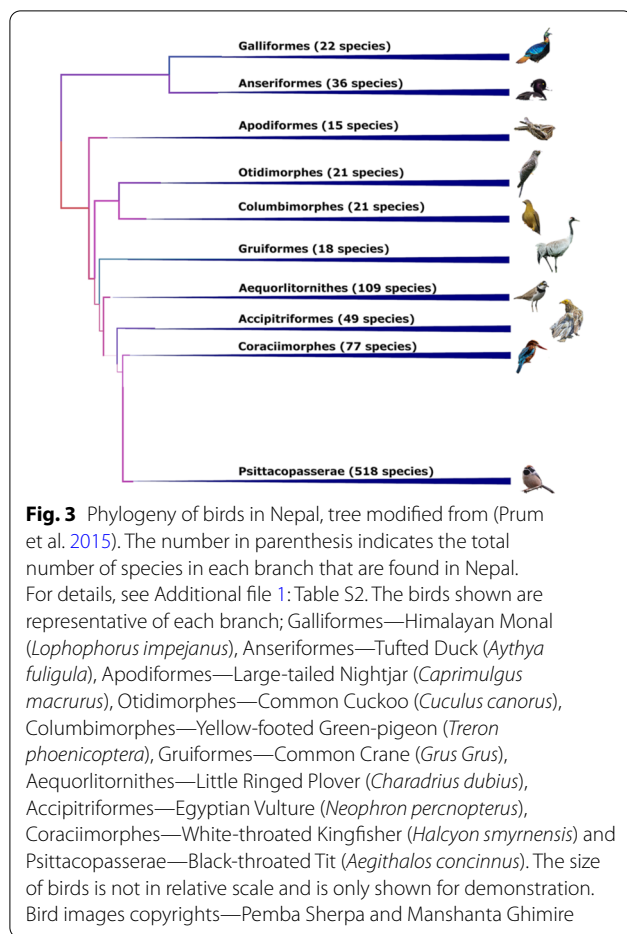 Galliformes (22 species)
Anseriformes (36 species)
Apodiformes (15 species)
Otidimorphes (21 species)
Columbimorphes (21 species)
Gruiformes (18 species)
Aequorlitornithes (109 species)
Accipitriformes (49 species)
Coraciimorphes (77 species)
Psittacopasserae (518 species)
Fig. 3 Phylogeny of birds in Nepal, tree modified from (Prum
et al. 2015). The number in parenthesis indicates the total
number of species in each branch that are found in Nepal.
For details, see Additional file 1: Table S2. The birds shown are
representative of each branch; Galliformes—Himalayan Monal
(Lophophorus impejanus), Anseriformes—Tufted Duck (Aythya
fuligula), Apodiformes—Large-tailed Nightjar (Caprimulgus
macrurus), Otidimorphes—Common Cuckoo (Cuculus canorus),
Columbimorphes—Yellow-footed Green-pigeon (Treron
phoenicoptera), Gruiformes—Common Crane (Grus Grus),
Aequorlitornithes—Little Ringed Plover (Charadrius dubius),
Accipitriformes—Egyptian Vulture (Neophron percnopterus),
Coraciimorphes—White-throated Kingfisher (Halcyon smyrnensis) and
Psittacopasserae—Black-throated Tit (Aegithalos concinnus). The size
of birds is not in relative scale and is only shown for demonstration.
Bird images copyrights—Pemba Sherpa and Manshanta Ghimire